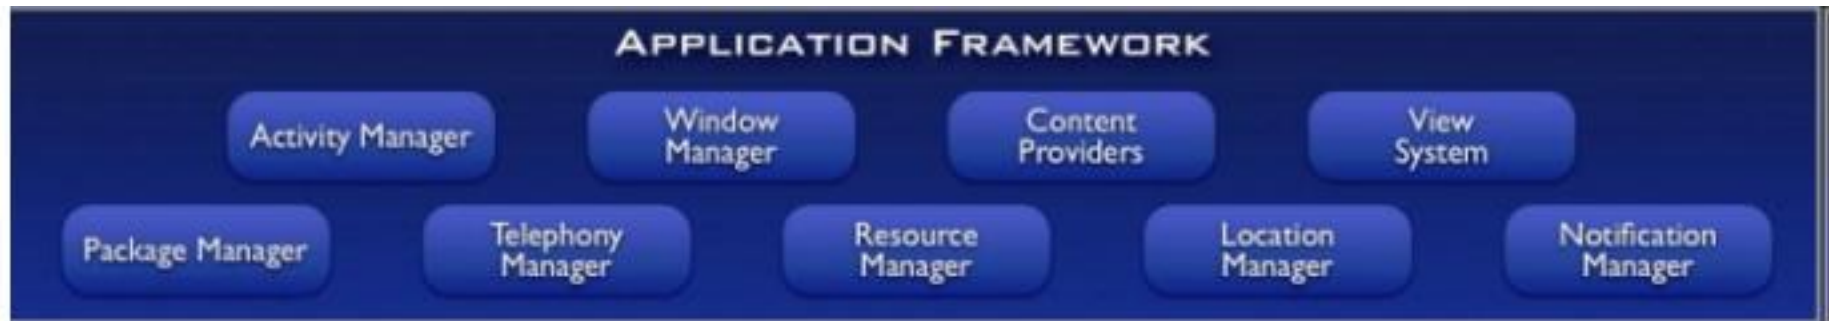 APPLICATION FRAMEWORK
Activity Manager
Window
Manager
Content
Providers
View
System
Package Manager
Telephony
Manager
Resource
Manager
Location
Manager
Notification
Manager